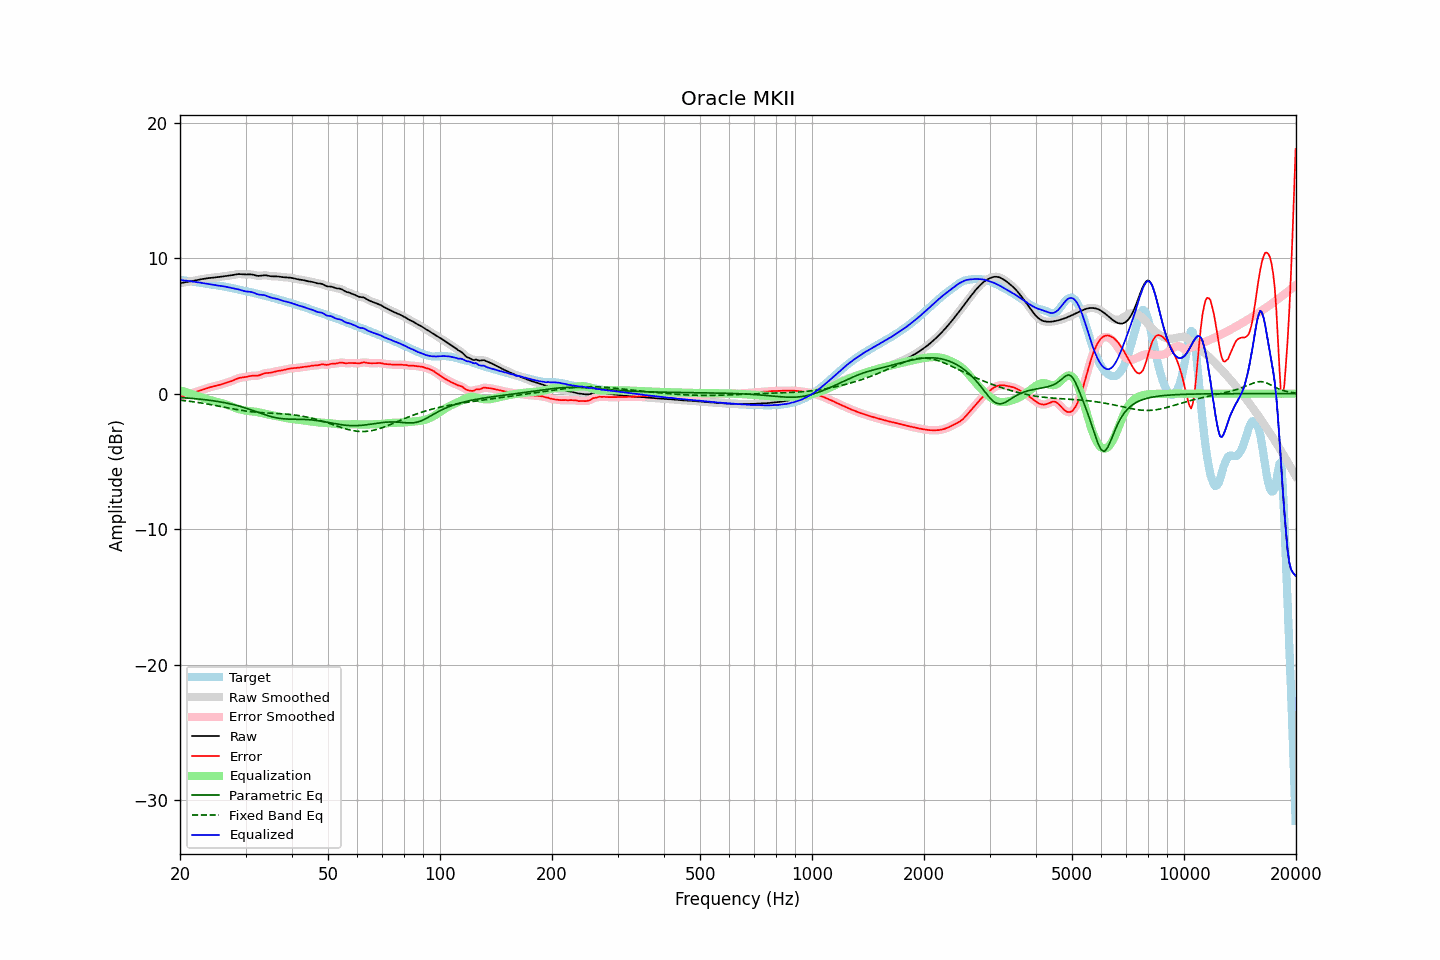 Oracle MKII
Amplitude (dBr)
20
10
0
−10
−20
−30
Target
Raw Smoothed
Error Smoothed
Raw
Error
Equalization
Parametric Eq
Fixed Band Eq
Equalized
20 50 100 200 500 1000 2000 5000 10000 20000
Frequency (Hz)